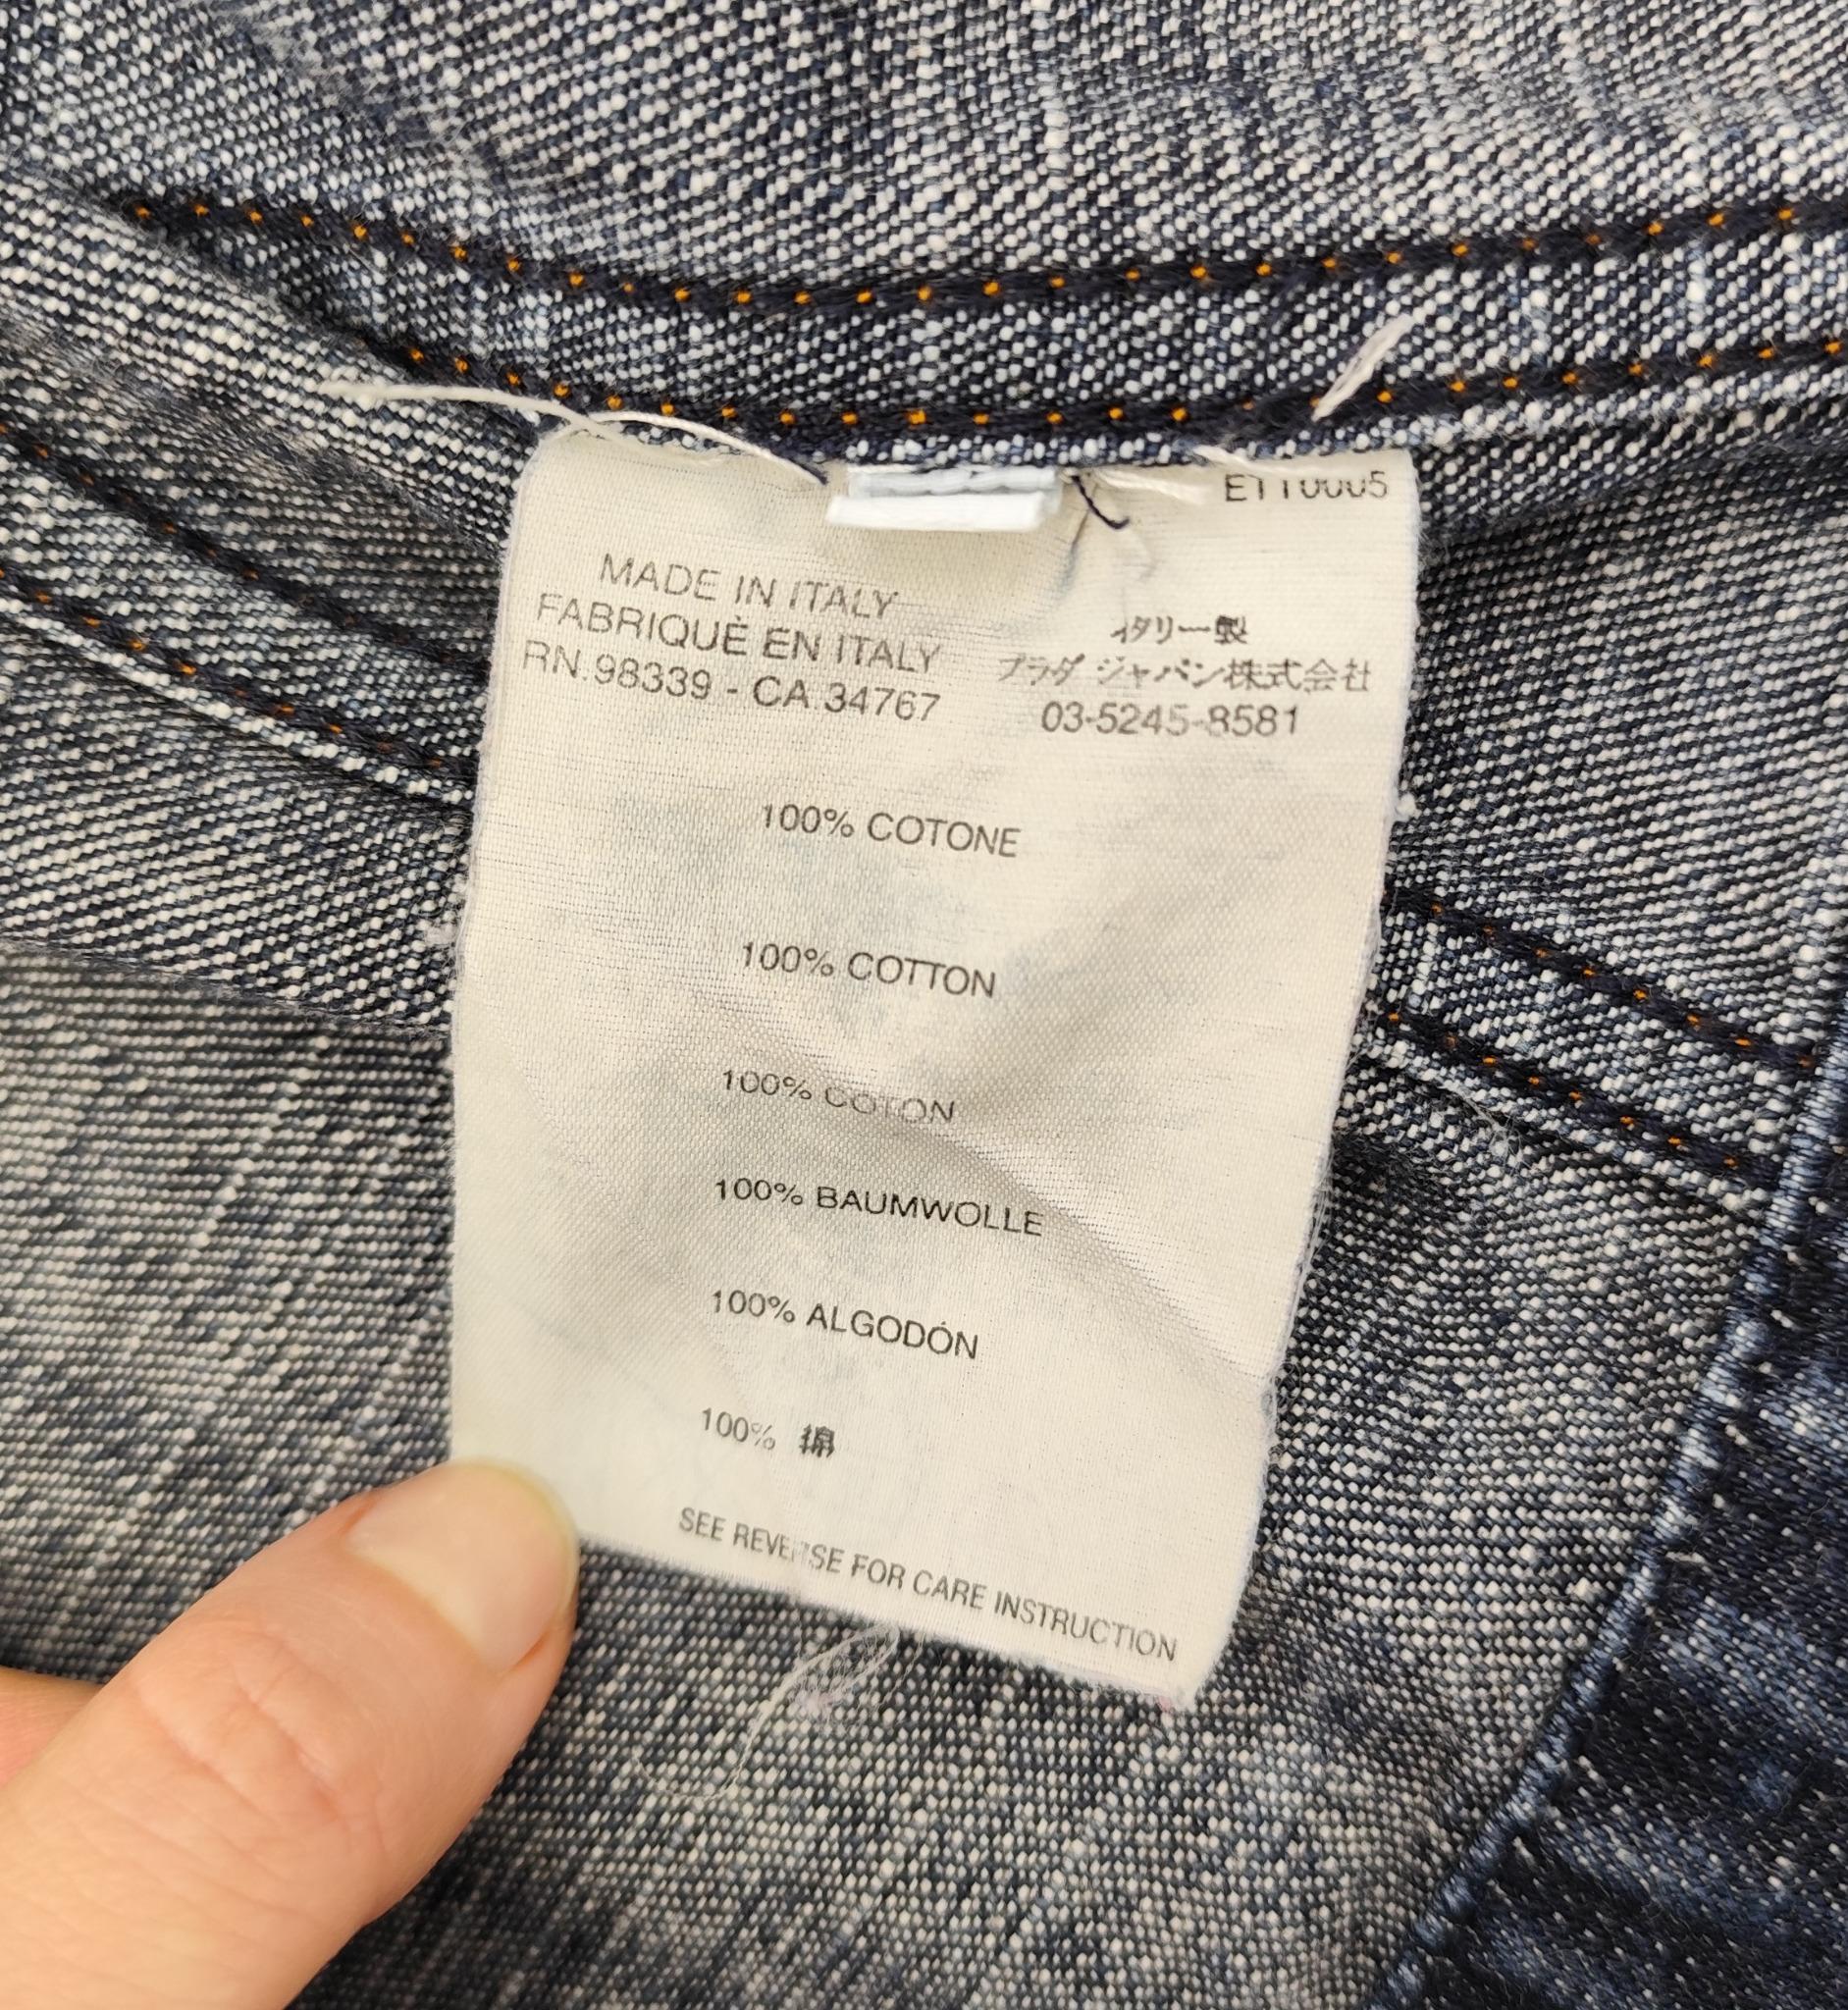 E110005
MADE IN ITALY
FABRIQUÈ EN ITALY
RN.98339 - CA.34767
イタリー製
プラダ ジャパン株式会社
03-5245-8581
100% COTONE
100% COTTON
100% COTON
100% BAUMWOLLE
100% ALGODÓN
100% 綿
SEE REVERSE FOR CARE INSTRUCTION